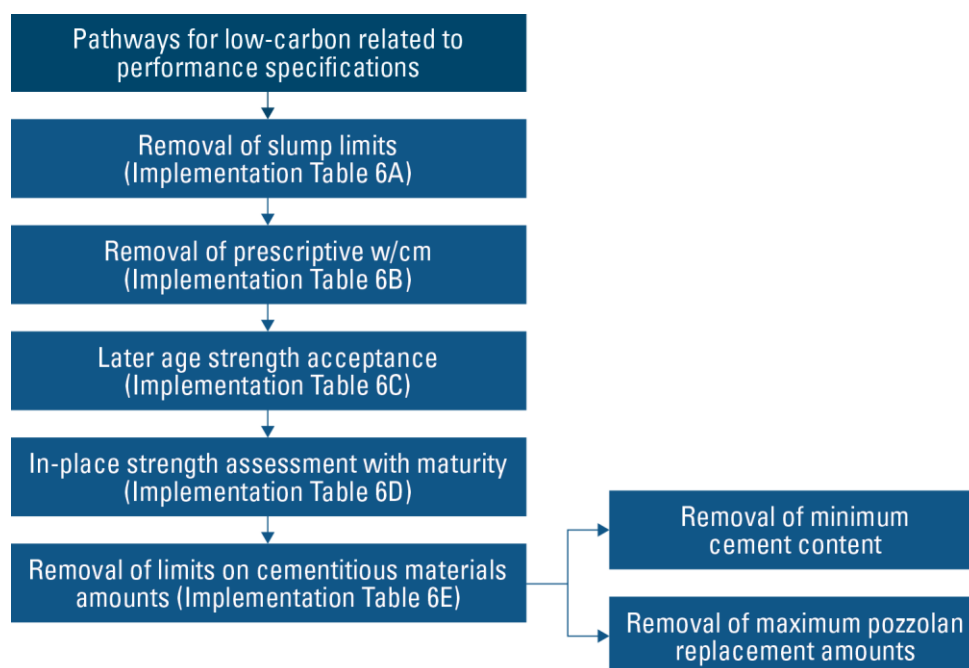 Pathways for low-carbon related to
performance specifications
Removal of slump limits
(Implementation Table 6A)
Removal of prescriptive w/cm
(Implementation Table 6B)
Later age strength acceptance
(Implementation Table 6C)
In-place strength assessment with maturity
(Implementation Table 6D)
Removal of limits on cementitious materials
amounts (Implementation Table 6E)
Removal of minimum
cement content
Removal of maximum pozzolan
replacement amounts